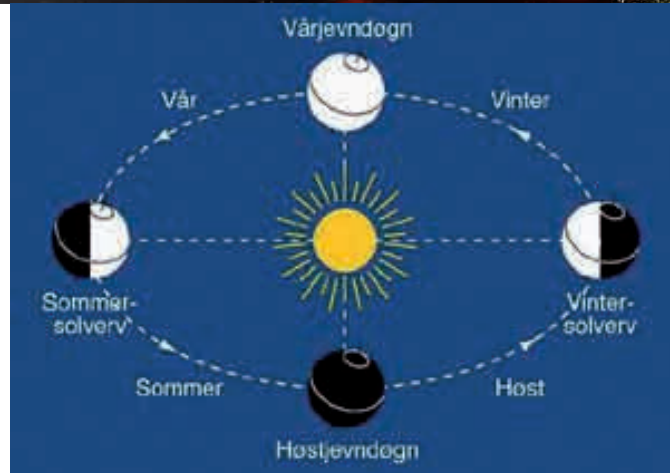 Vårjevndøgn
Vår
Vinter
Sommer-
solverv
Vinter-
solverv
Sommer
Høst
Høstjevndøgn